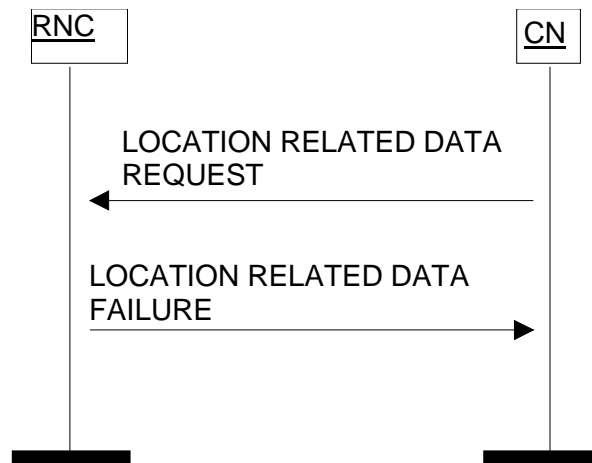 RNC
CN
LOCATION RELATED DATA
REQUEST
LOCATION RELATED DATA
FAILURE